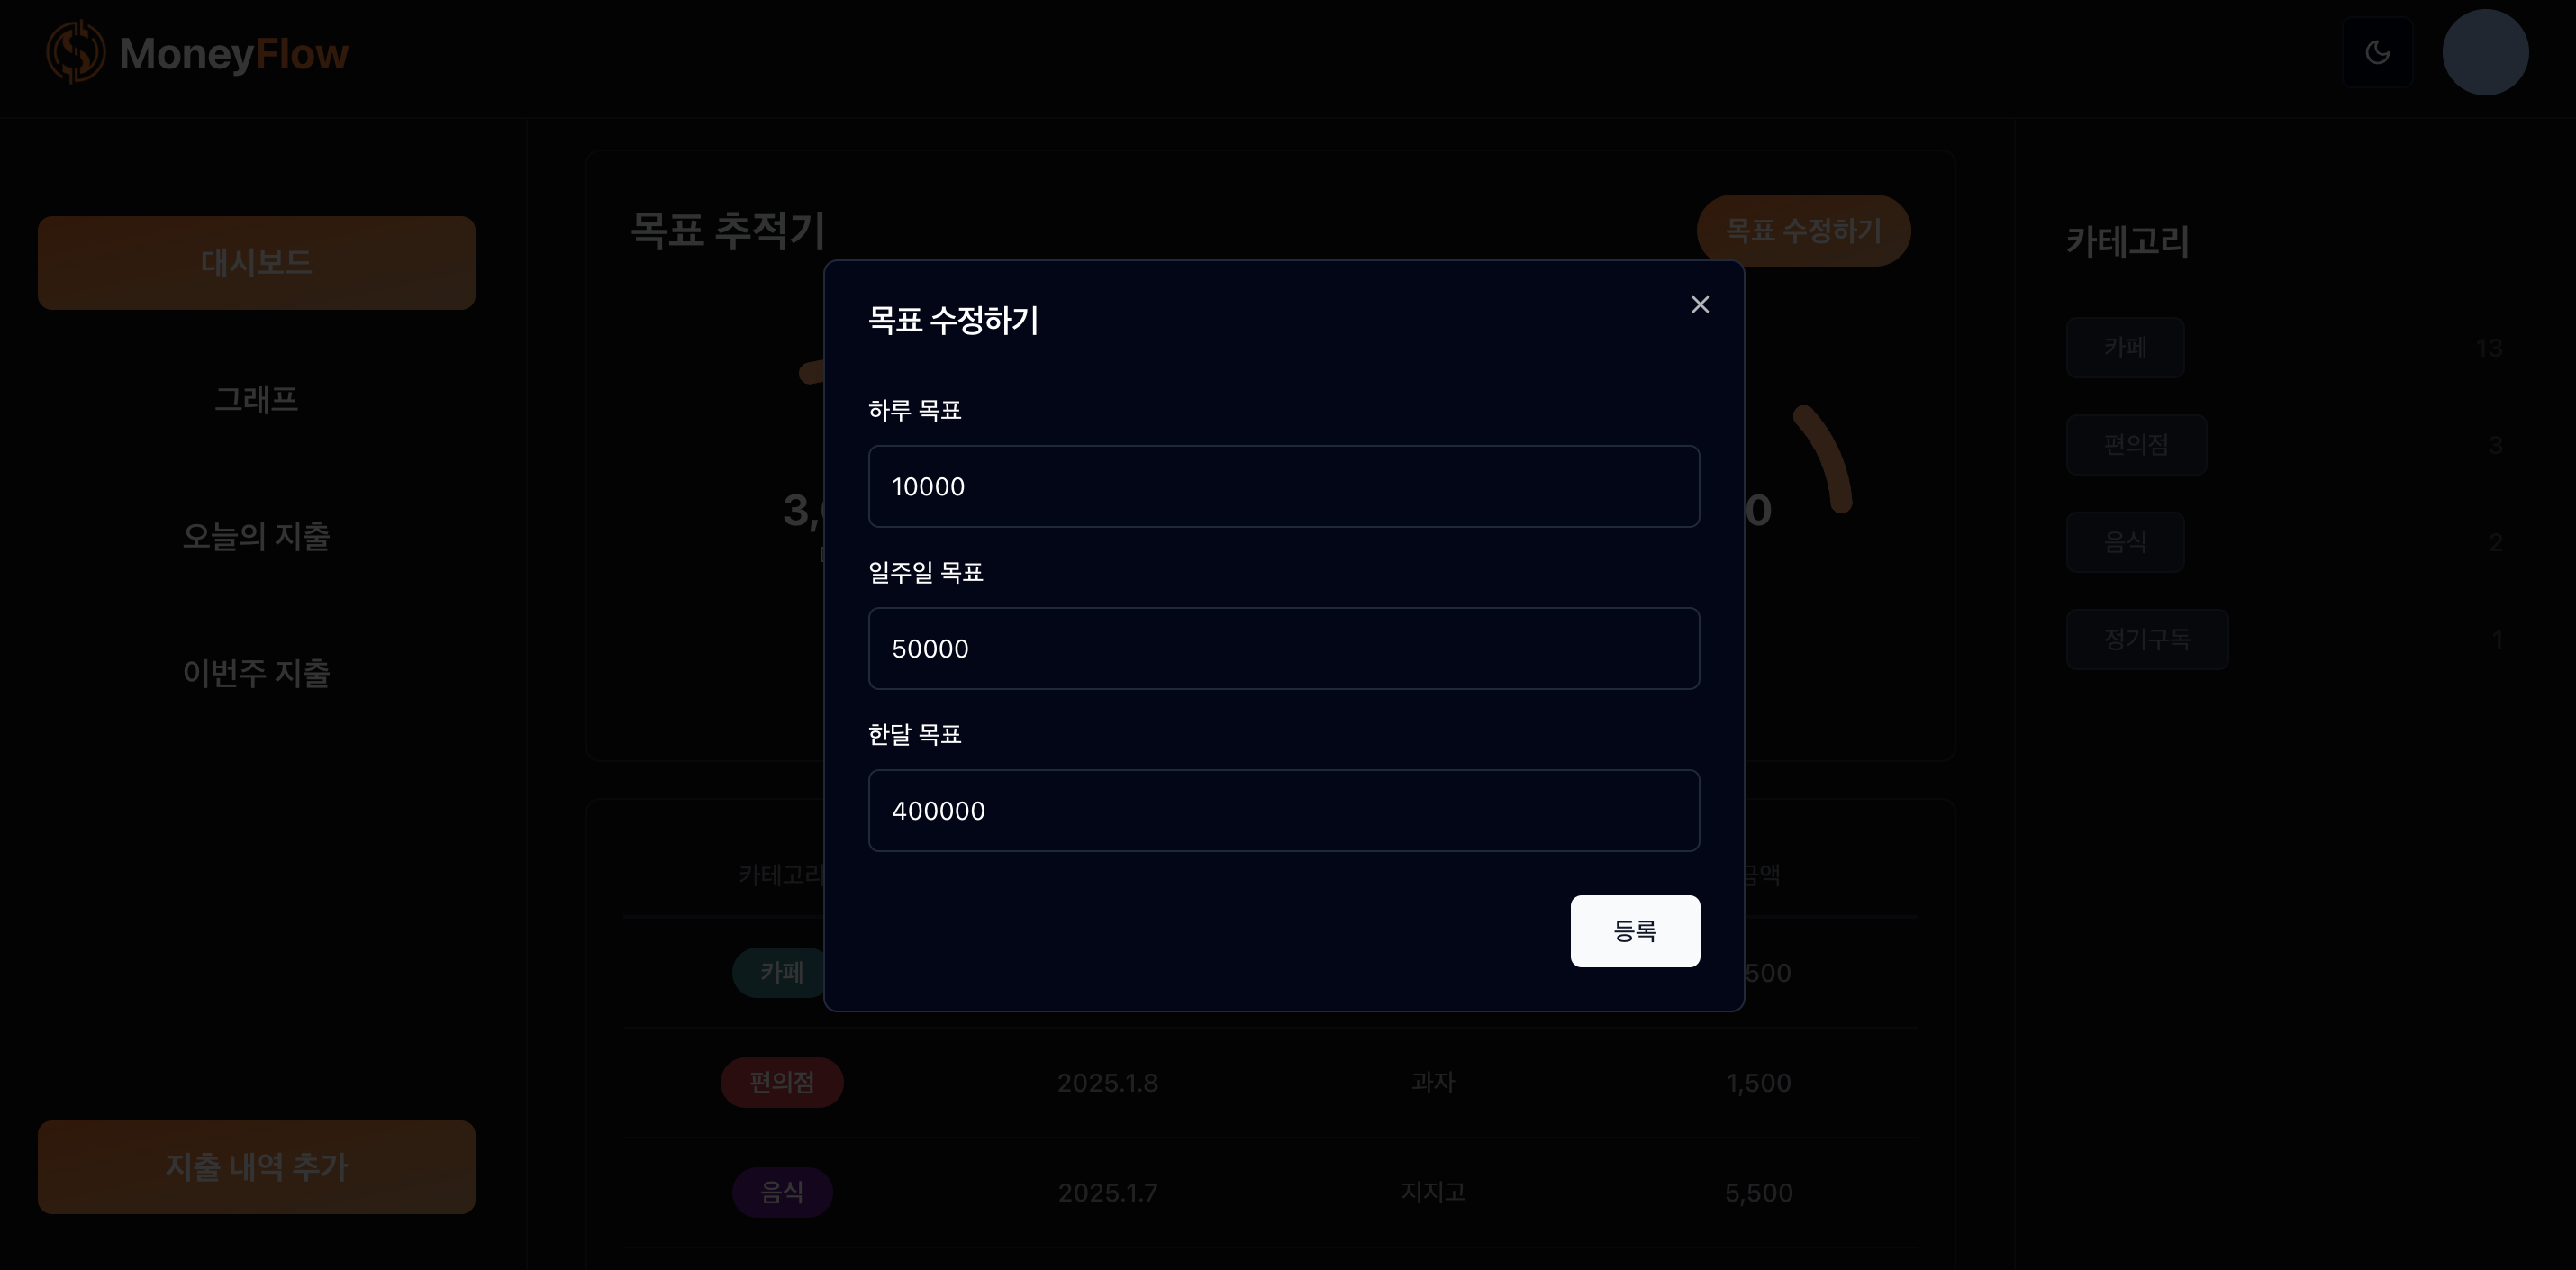 MoneyFlow
대시보드
그래프
오늘의 지출
이번주 지출
지출 내역 추가
목표 추적기
목표 수정하기
목표 수정하기
하루 목표
10000
일주일 목표
50000
한달 목표
400000
등록
카테고리
카페
편의점 2025.1.8 과자 1,500
음식 2025.1.7 지지고 5,500
카테고리
카페 13
편의점 3
음식 2
정기구독 1